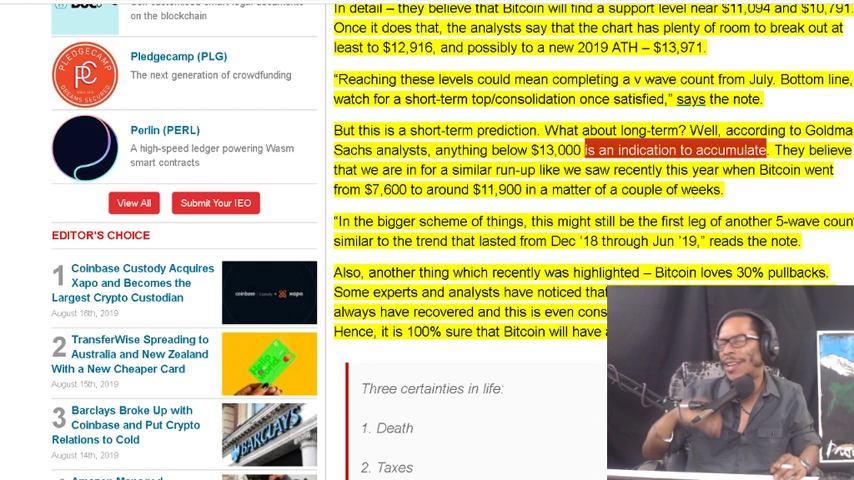 on the blockchain
PLEDGECAMP
PC
DREAMS SECURED
Pledgecamp (PLG)
The next generation of crowdfunding
Perlin (PERL)
A high-speed ledger powering Wasm
smart contracts
View All
Submit Your IEO
EDITOR'S CHOICE
1
Coinbase Custody Acquires
Xapo and Becomes the
Largest Crypto Custodian
August 16th, 2019
coinbase
xapo
2
TransferWise Spreading to
Australia and New Zealand
With a New Cheaper Card
August 15th, 2019
3
Barclays Broke Up with
Coinbase and Put Crypto
Relations to Cold
August 14th, 2019
BARCLAYS
In detail – they believe that Bitcoin will find a support level near $11,094 and $10,791.
Once it does that, the analysts say that the chart has plenty of room to break out at
least to $12,916, and possibly to a new 2019 ATH – $13,971.
“Reaching these levels could mean completing a v wave count from July. Bottom line,
watch for a short-term top/consolidation once satisfied,” says the note.
But this is a short-term prediction. What about long-term? Well, according to Goldma
Sachs analysts, anything below $13,000 is an indication to accumulate. They believe
that we are in for a similar run-up like we saw recently this year when Bitcoin went
from $7,600 to around $11,900 in a matter of a couple of weeks.
“In the bigger scheme of things, this might still be the first leg of another 5-wave coun
similar to the trend that lasted from Dec ‘18 through Jun ‘19,” reads the note.
Also, another thing which recently was highlighted – Bitcoin loves 30% pullbacks.
Some experts and analysts have noticed that
always have recovered and this is even cons
Hence, it is 100% sure that Bitcoin will have a
Three certainties in life:
1. Death
2. Taxes